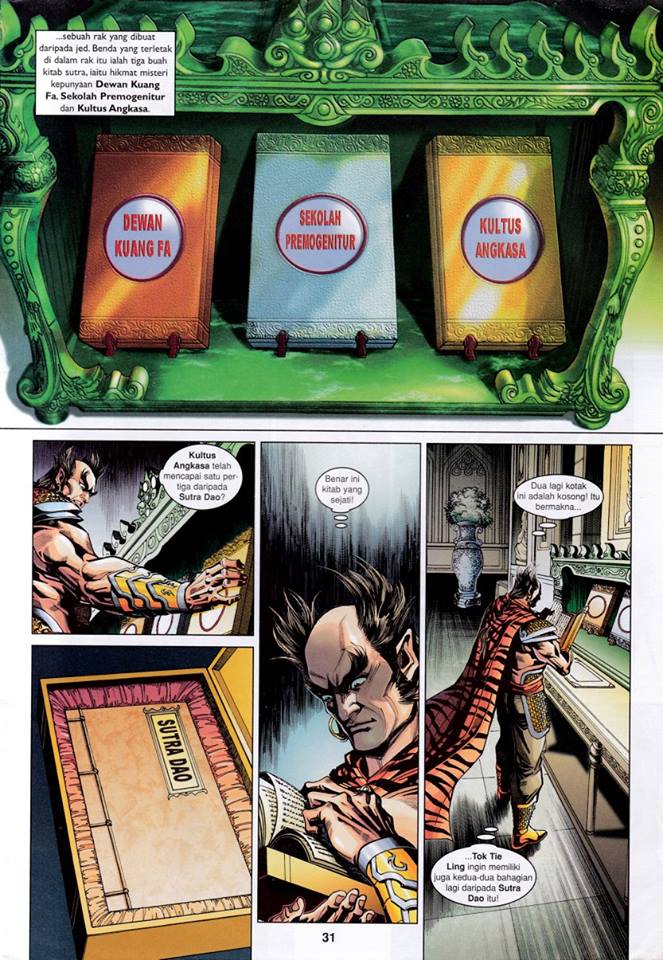 ...sebuah rak yang dibuat
daripada jed. Benda yang terletak
di dalam rak itu ialah tiga buah
kitab sutra, iaitu hikmat misteri
kepunyaan Dewan Kuang
Fa, Sekolah Premogenitur
dan Kultus Angkasa.
DEWAN
KUANG FA
SEKOLAH
PREMOGENITUR
KULTUS
ANGKASA
Kultus
Angkasa telah
mencapai satu per-
tiga daripada
Sutra Dao?
SUTRA DAO
Benar ini
kitab yang
sejati!
Dua lagi kotak
ini adalah kosong! Itu
bermakna...
...Tok Tie
Ling ingin memiliki
juga kedua-dua bahagian
lagi daripada Sutra
Dao itu!
31